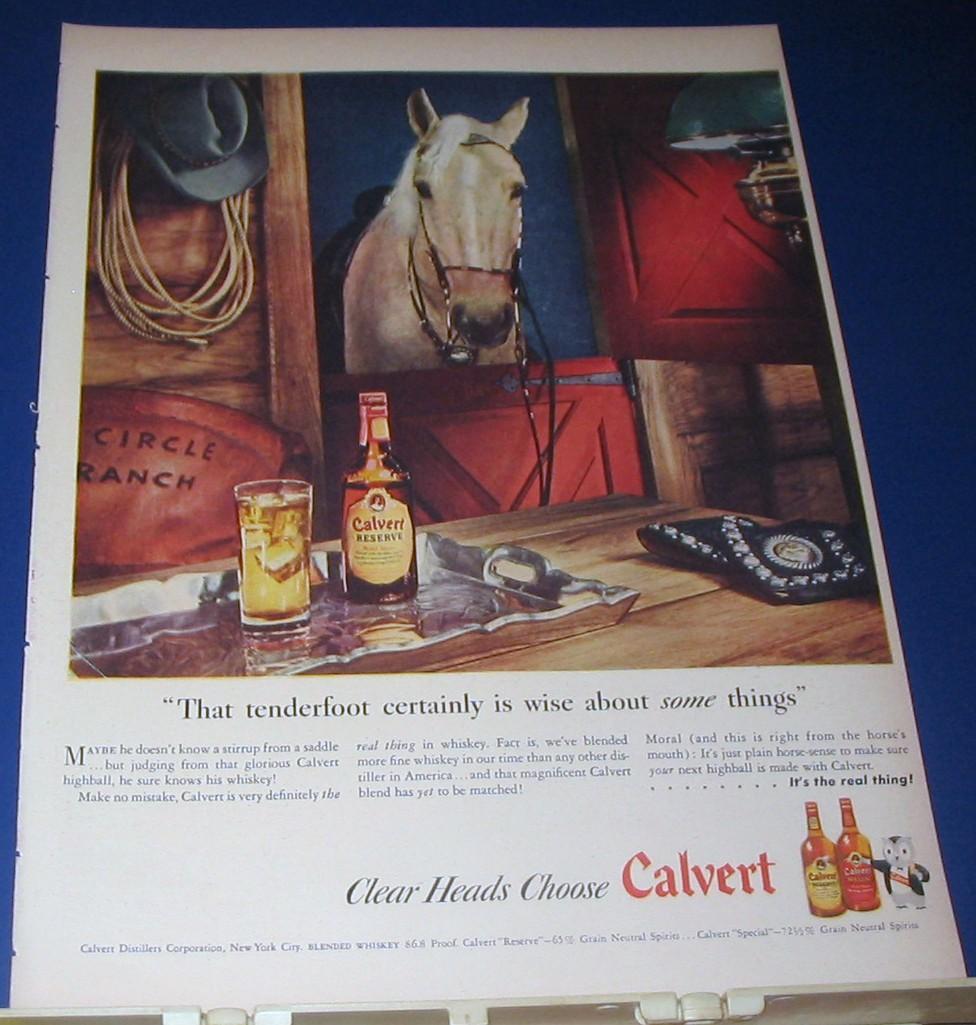 CIRCLE
RANCH
Calvert
RESERVE
"That tenderfoot certainly is wise about some things"
MAYBE he doesn't know a stirrup from a saddle
...but judging from that glorious Calvert
highball, he sure knows his whiskey!
Make no mistake, Calvert is very definitely the
real thing in whiskey. Fact is, we've blended
more fine whiskey in our time than any other dis-
tiller in America...and that magnificent Calvert
blend has yet to be matched!
Moral (and this is right from the horse's
mouth): It's just plain horse-sense to make sure
your next highball is made with Calvert.
. . . . . . . . It's the real thing!
Clear Heads Choose Calvert
Calvert
Calvert
Calvert Distillers Corporation, New York City. BLENDED WHISKEY 86.8 Proof. Calvert "Reserve"—65% Grain Neutral Spirits... Calvert "Special"—72½% Grain Neutral Spirits